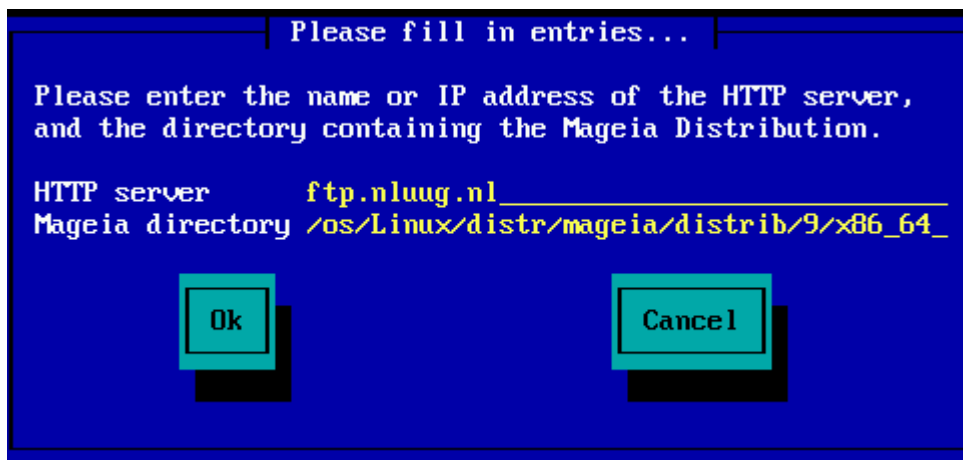 Please fill in entries...
Please enter the name or IP address of the HTTP server,
and the directory containing the Mageia Distribution.
HTTP server ftp.nluug.nl
Mageia directory /os/Linux/distr/mageia/distrib/9/x86_64_
Ok Cancel